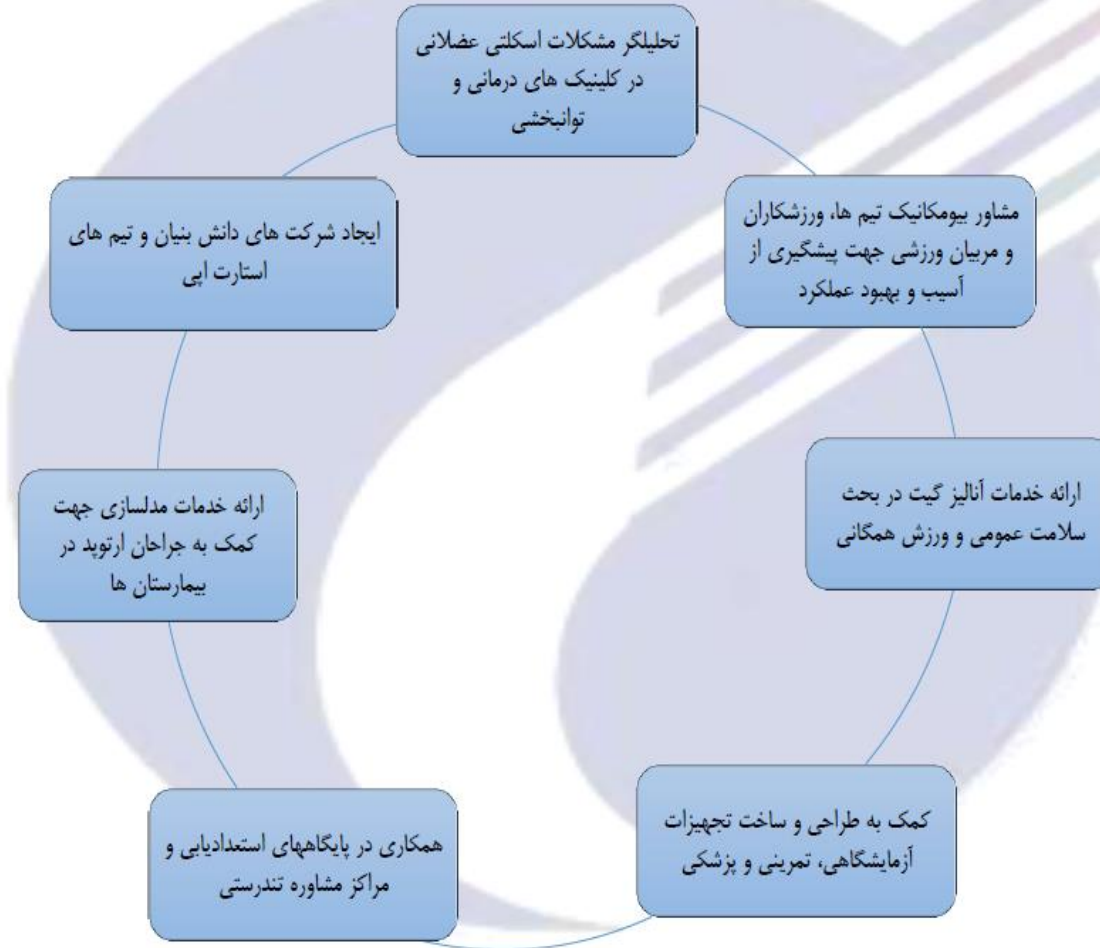 تحلیلگر مشکلات اسکلتی عضلانی
در کلینیک های درمانی و
توانبخشی
مشاور بیومکانیک تیم ها، ورزشکاران
و مربیان ورزشی جهت پیشگیری از
آسیب و بهبود عملکرد
ارائه خدمات آنالیز گیت در بحث
سلامت عمومی و ورزش همگانی
کمک به طراحی و ساخت تجهیزات
آزمایشگاهی، تمرینی و پزشکی
همکاری در پایگاههای استعدادیابی و
مراکز مشاوره تندرستی
ارائه خدمات مدلسازی جهت
کمک به جراحان ارتوپد در
بیمارستان ها
ایجاد شرکت های دانش بنیان و تیم های
استارت اپی